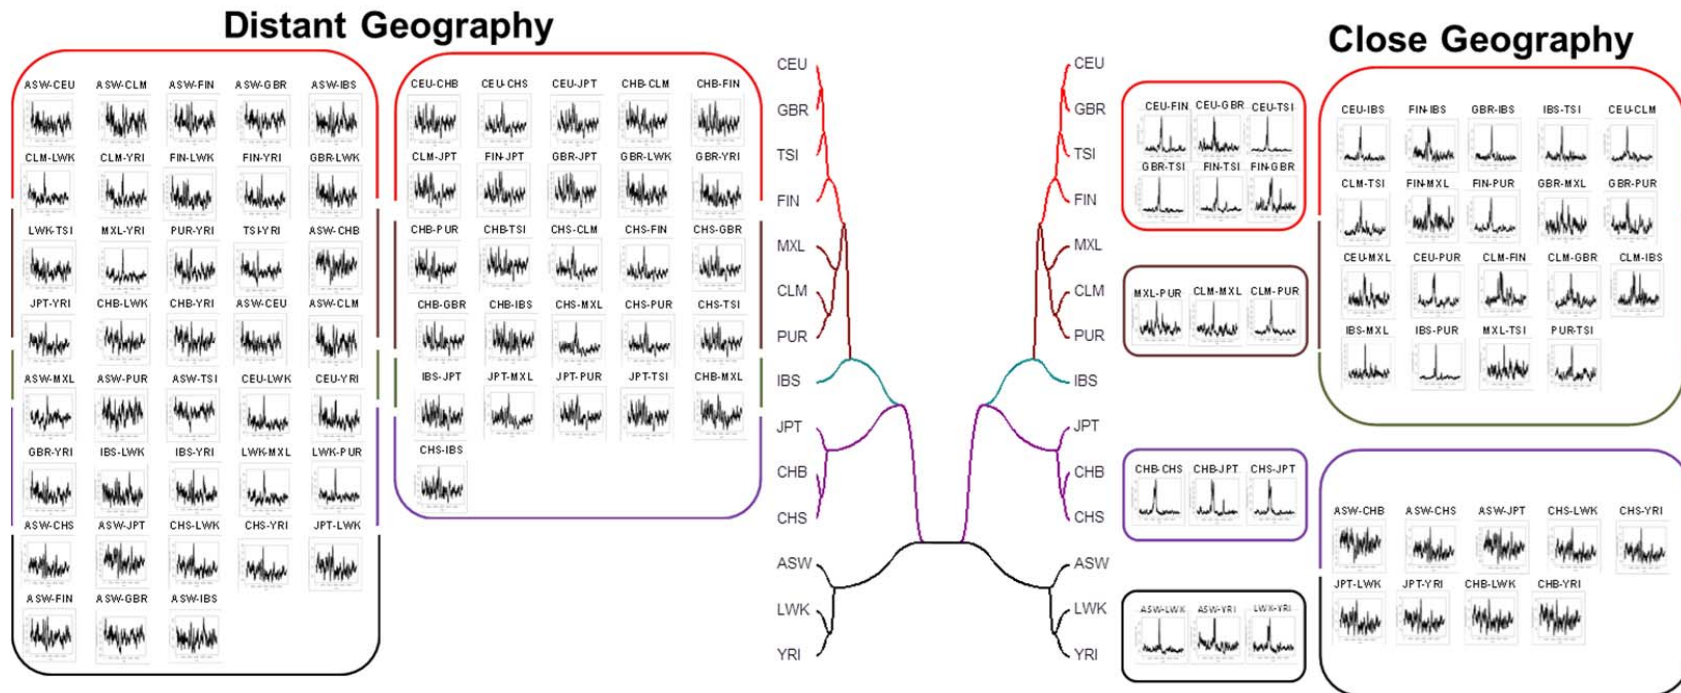 Distant Geography
ASW-CEU ASW-CLM ASW-FIN ASW-GBR ASW-IBS
CLM-LWK CLM-YRI FIN-LWK FIN-YRI GBR-LWK
LWK-TSI MXL-YRI PUR-YRI TSI-YRI ASW-CHB
JPT-YRI CHB-LWK CHB-YRI ASW-CEU ASW-CLM
ASW-MXL ASW-PUR ASW-TSI CEU-LWK CEU-YRI
GBR-YRI IBS-LWK IBS-YRI LWK-MXL LWK-PUR
ASW-CHS ASW-JPT CHS-LWK CHS-YRI JPT-LWK
ASW-FIN ASW-GBR ASW-IBS
CEU-CHB CEU-CHS CEU-JPT CHB-CLM CHB-FIN
CLM-JPT FIN-JPT GBR-JPT GBR-LWK GBR-YRI
CHB-PUR CHB-TSI CHS-CLM CHS-FIN CHS-GBR
CHB-GBR CHB-IBS CHS-MXL CHS-PUR CHS-TSI
IBS-JPT JPT-MXL JPT-PUR JPT-TSI CHB-MXL
CHS-IBS
CEU
GBR
TSI
FIN
MXL
CLM
PUR
IBS
JPT
CHB
CHS
ASW
LWK
YRI
CEU
GBR
TSI
FIN
MXL
CLM
PUR
IBS
JPT
CHB
CHS
ASW
LWK
YRI
CEU-FIN CEU-GBR CEU-TSI
GBR-TSI FIN-TSI FIN-GBR
MXL-PUR CLM-MXL CLM-PUR
CHB-CHS CHB-JPT CHS-JPT
ASW-LWK ASW-YRI LWK-YRI
Close Geography
CEU-IBS FIN-IBS GBR-IBS IBS-TSI CEU-CLM
CLM-TSI FIN-MXL FIN-PUR GBR-MXL GBR-PUR
CEU-MXL CEU-PUR CLM-FIN CLM-GBR CLM-IBS
IBS-MXL IBS-PUR MXL-TSI PUR-TSI
ASW-CHB ASW-CHS ASW-JPT CHS-LWK CHS-YRI
JPT-LWK JPT-YRI CHB-LWK CHB-YRI